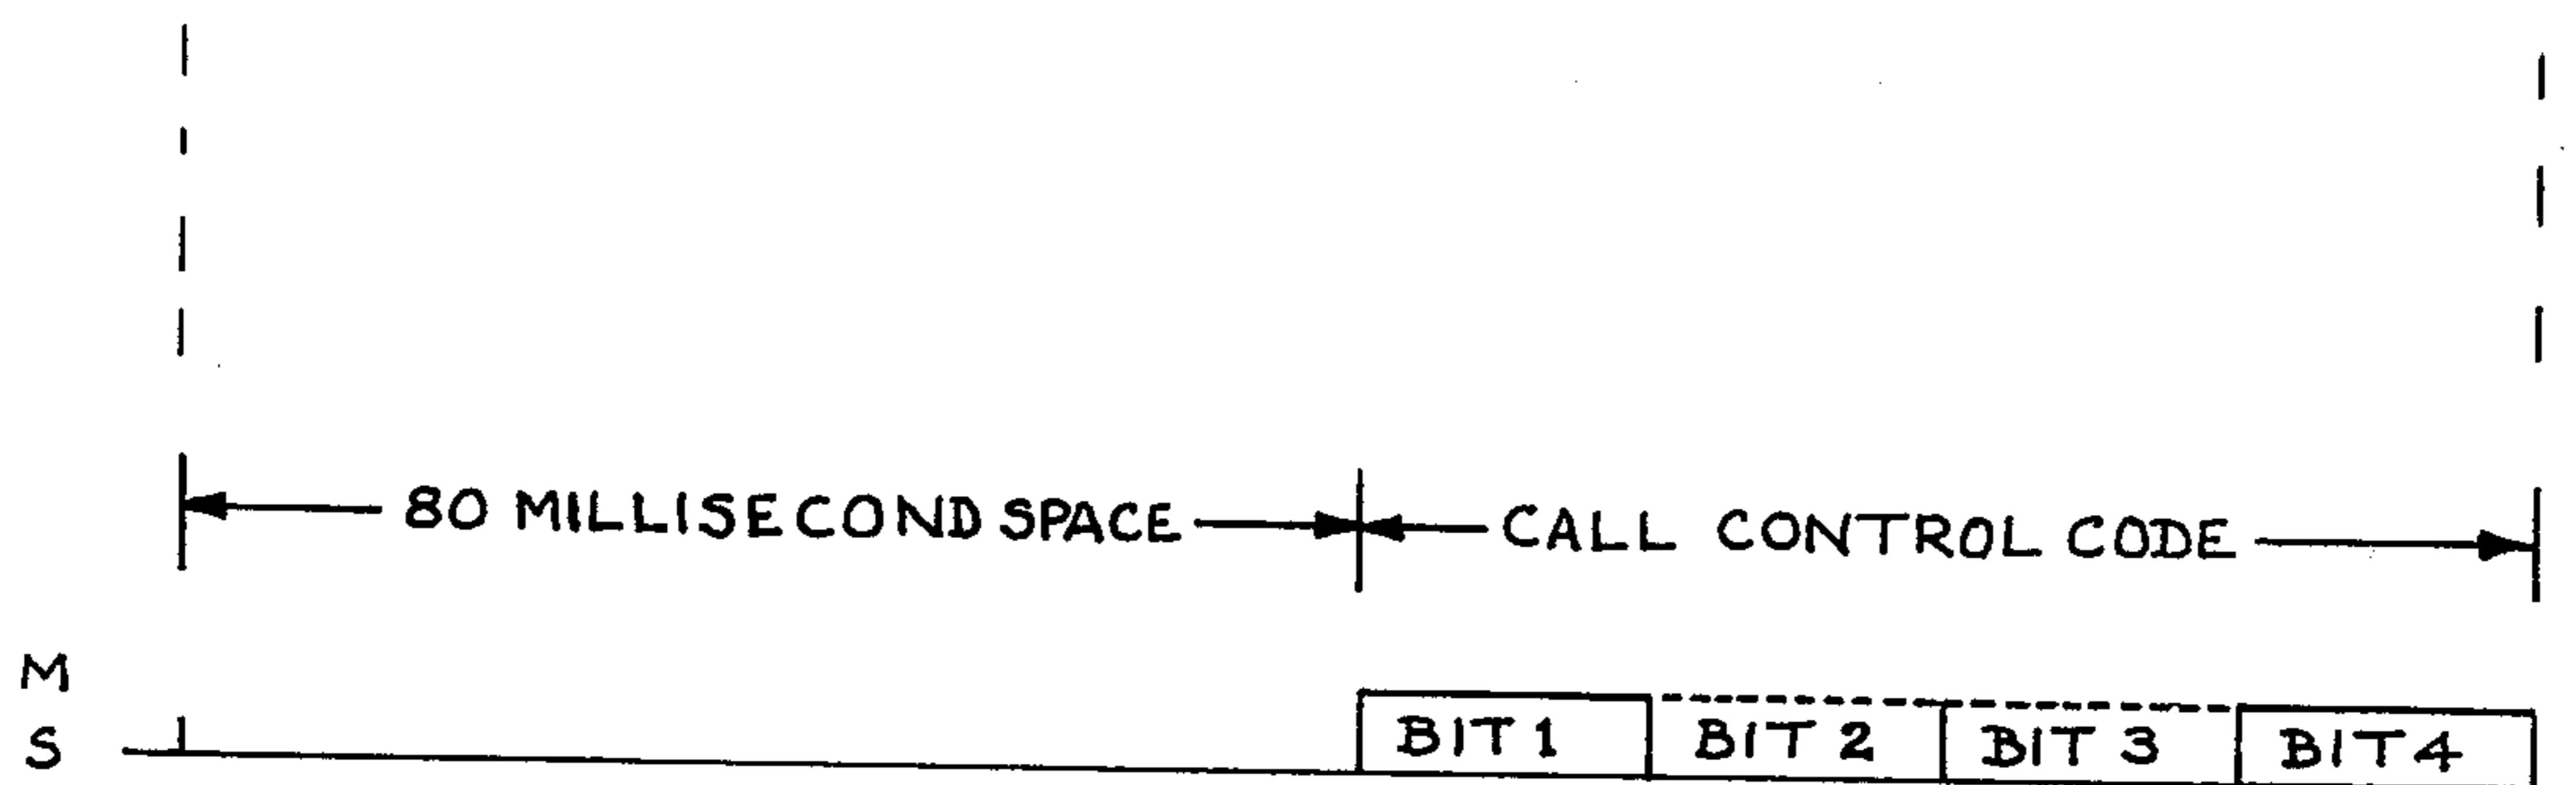 80 MILLISECOND SPACE CALL CONTROL CODE
M
S BIT 1 BIT 2 BIT 3 BIT 4